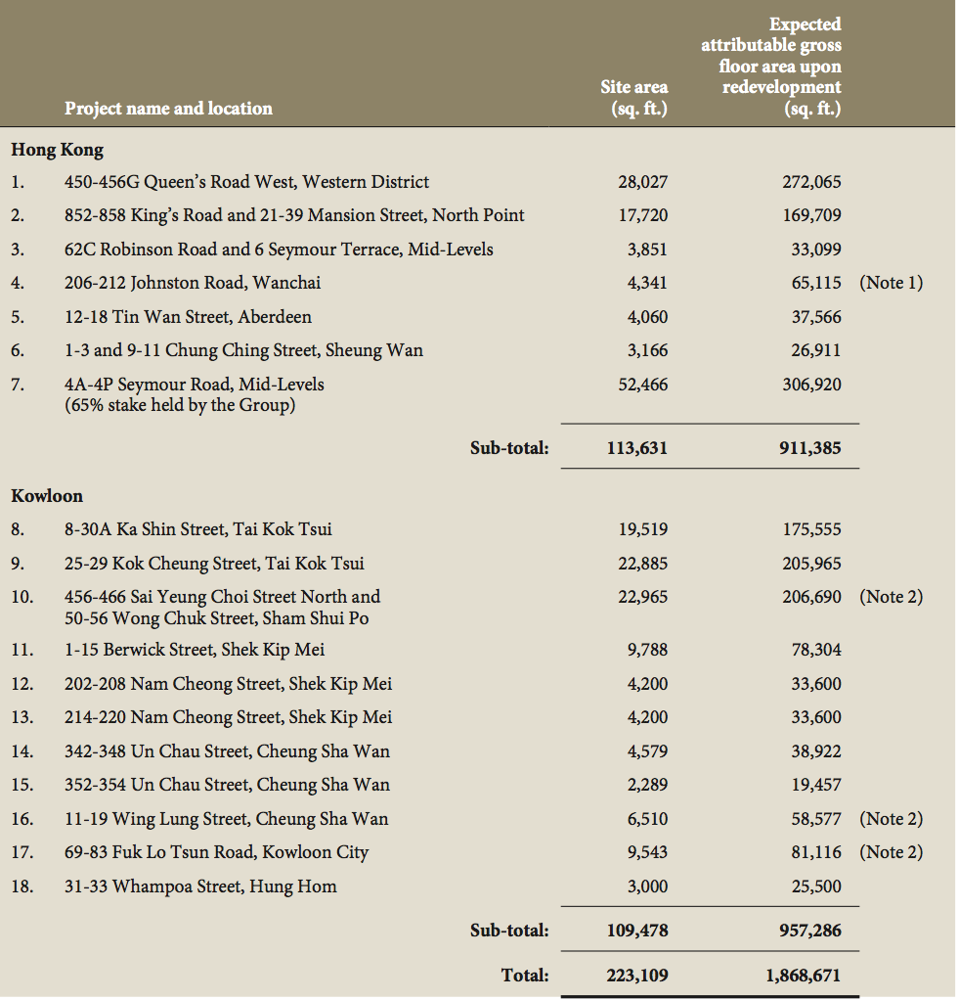 Project name and location
Site area
(sq. ft.)
Expected
attributable gross
floor area upon
redevelopment
(sq. ft.)
Hong Kong
1. 450-456G Queen’s Road West, Western District 28,027 272,065
2. 852-858 King’s Road and 21-39 Mansion Street, North Point 17,720 169,709
3. 62C Robinson Road and 6 Seymour Terrace, Mid-Levels 3,851 33,099
4. 206-212 Johnston Road, Wanchai 4,341 65,115 (Note 1)
5. 12-18 Tin Wan Street, Aberdeen 4,060 37,566
6. 1-3 and 9-11 Chung Ching Street, Sheung Wan 3,166 26,911
7. 4A-4P Seymour Road, Mid-Levels 52,466 306,920
(65% stake held by the Group)
Sub-total: 113,631 911,385
Kowloon
8. 8-30A Ka Shin Street, Tai Kok Tsui 19,519 175,555
9. 25-29 Kok Cheung Street, Tai Kok Tsui 22,885 205,965
10. 456-466 Sai Yeung Choi Street North and 22,965 206,690 (Note 2)
50-56 Wong Chuk Street, Sham Shui Po
11. 1-15 Berwick Street, Shek Kip Mei 9,788 78,304
12. 202-208 Nam Cheong Street, Shek Kip Mei 4,200 33,600
13. 214-220 Nam Cheong Street, Shek Kip Mei 4,200 33,600
14. 342-348 Un Chau Street, Cheung Sha Wan 4,579 38,922
15. 352-354 Un Chau Street, Cheung Sha Wan 2,289 19,457
16. 11-19 Wing Lung Street, Cheung Sha Wan 6,510 58,577 (Note 2)
17. 69-83 Fuk Lo Tsun Road, Kowloon City 9,543 81,116 (Note 2)
18. 31-33 Whampoa Street, Hung Hom 3,000 25,500
Sub-total: 109,478 957,286
Total: 223,109 1,868,671